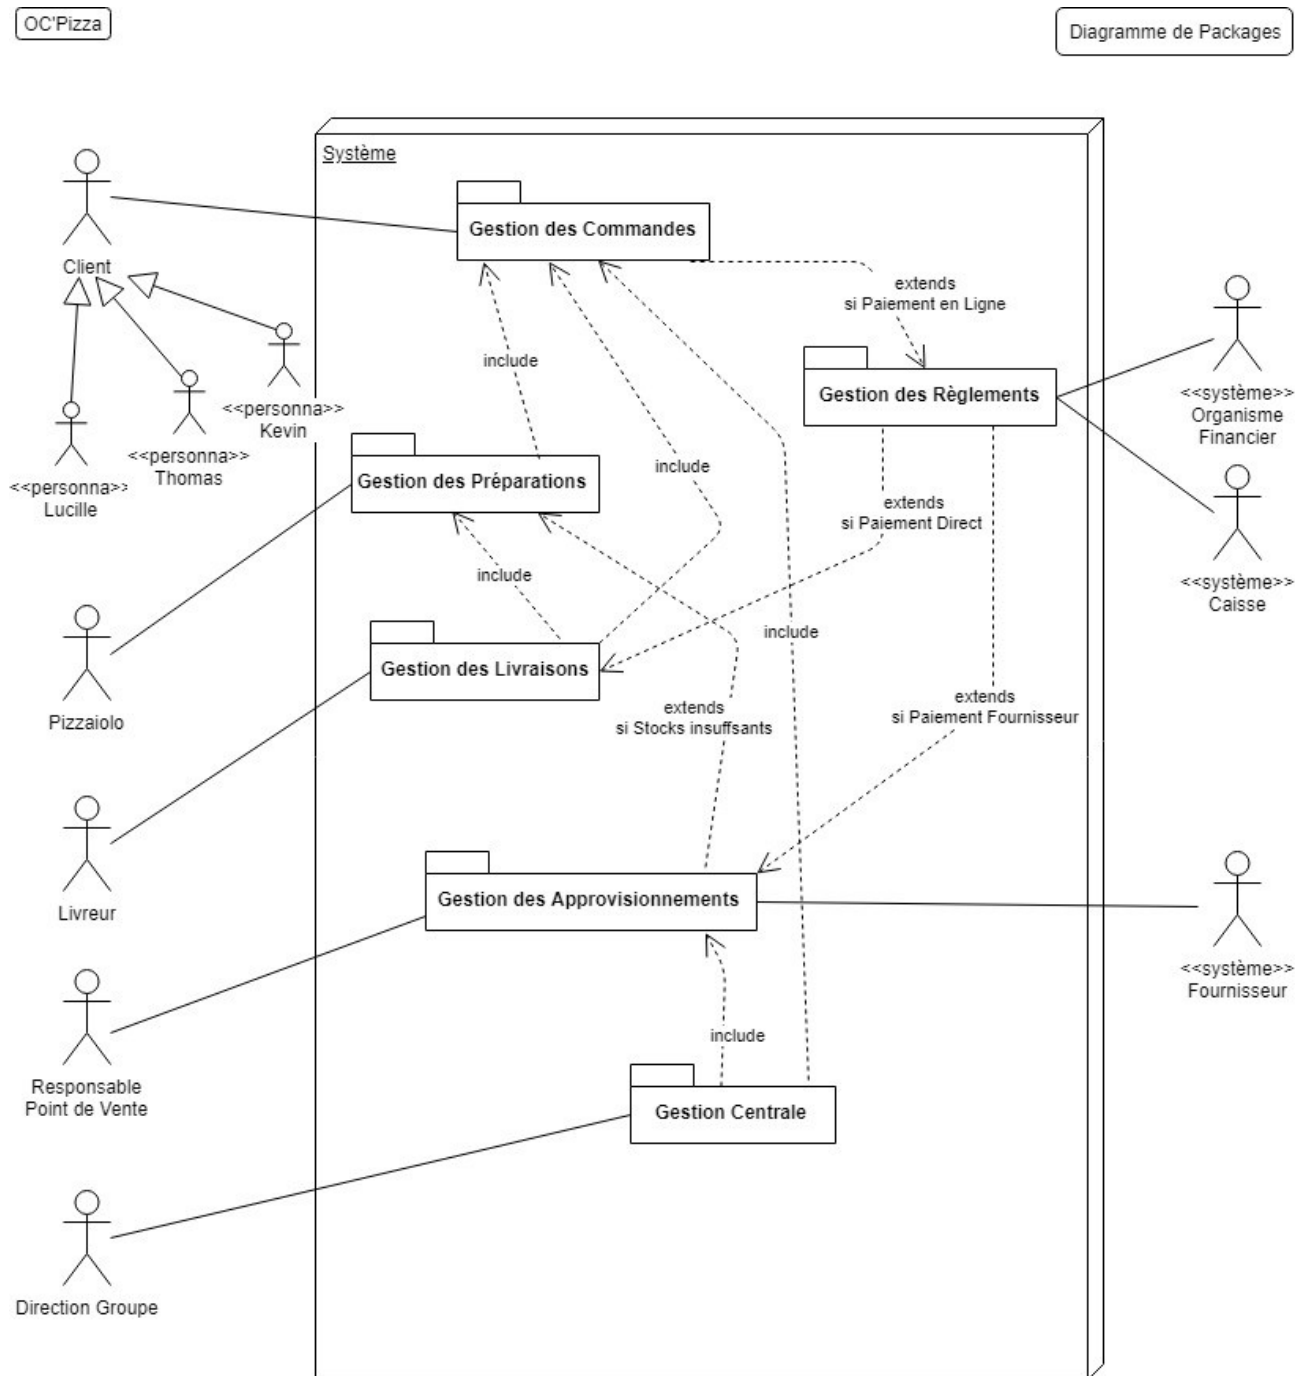 OC'Pizza
Diagramme de Packages
Système
Gestion des Commandes
Client
extends
si Paiement en Ligne
include
Gestion des Règlements
<<système>>
Organisme
Financier
<<personna>>
Kevin
<<personna>>
Thomas
<<personna>>
Lucille
Gestion des Préparations
include
extends
si Paiement Direct
<<système>>
Caisse
include
include
Gestion des Livraisons
Pizzaiolo
extends
si Stocks insuffsants
extends
si Paiement Fournisseur
Gestion des Approvisionnements
Livreur
<<système>>
Fournisseur
include
Responsable
Point de Vente
Gestion Centrale
Direction Groupe